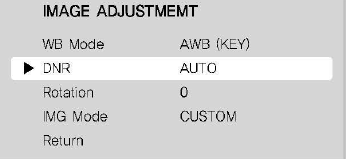 IMAGE ADJUSTMEMT
WB Mode AWB (KEY)
▶ DNR AUTO
Rotation 0
IMG Mode CUSTOM
Return